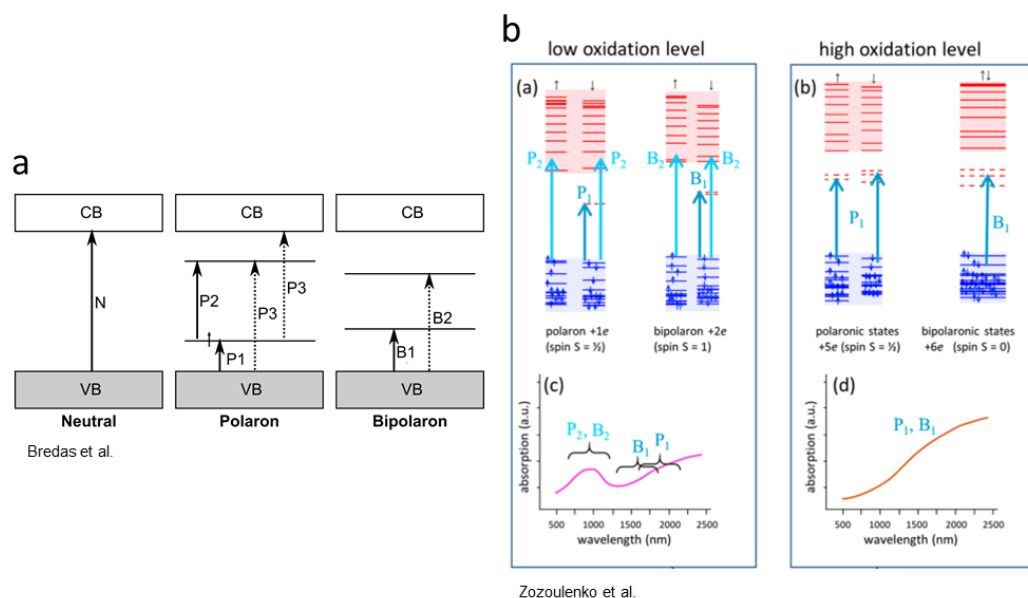 a
CB
CB
CB
N
P2
P3
P3
P1
B2
B1
VB
VB
VB
Neutral
Polaron
Bipolaron
Bredas et al.
b
low oxidation level
high oxidation level
(a)
↑ ↓
↑ ↓
P2
P2
P1
B2
B2
B1
polaron +1e
(spin S = ½)
bipolaron +2e
(spin S = 1)
(b)
↑ ↓
↑↓
P1
B1
polaronic states
+5e (spin S = ½)
bipolaronic states
+6e (spin S = 0)
(c)
P2, B2
B1
P1
absorption (a.u.)
500 1000 1500 2000 2500
wavelength (nm)
(d)
P1, B1
absorption (a.u.)
500 1000 1500 2000 2500
wavelength (nm)
Zozoulenko et al.